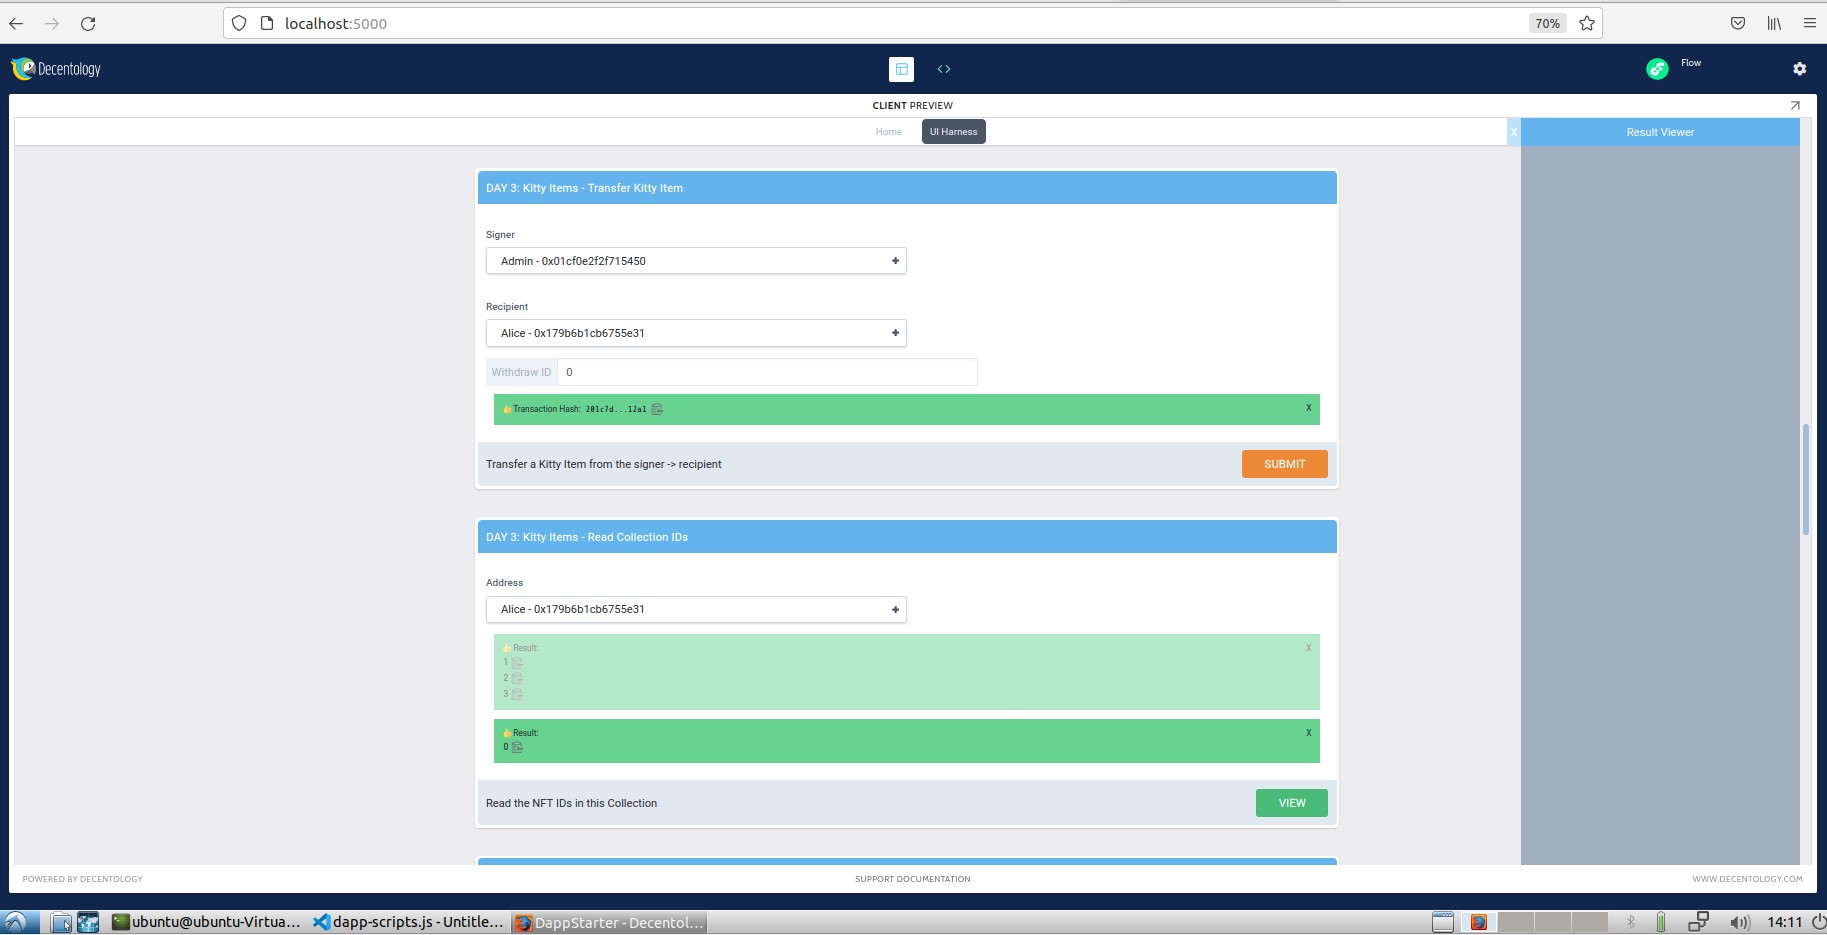 localhost:5000
70%
Decentology
Flow
CLIENT PREVIEW
Home
UI Harness
X
Result Viewer
DAY 3: Kitty Items - Transfer Kitty Item
Signer
Admin - 0x01cf0e2f2f715450
Recipient
Alice - 0x179b6b1cb6755e31
Withdraw ID
0
👍Transaction Hash: 201c7d...12a1
X
Transfer a Kitty Item from the signer -> recipient
SUBMIT
DAY 3: Kitty Items - Read Collection IDs
Address
Alice - 0x179b6b1cb6755e31
👍Result:
X
1
2
3
👍Result:
X
0
Read the NFT IDs in this Collection
VIEW
POWERED BY DECENTOLOGY
SUPPORT DOCUMENTATION
WWW.DECENTOLOGY.COM
ubuntu@ubuntu-Virtua...
dapp-scripts.js - Untitle...
DappStarter - Decentol...
14:11